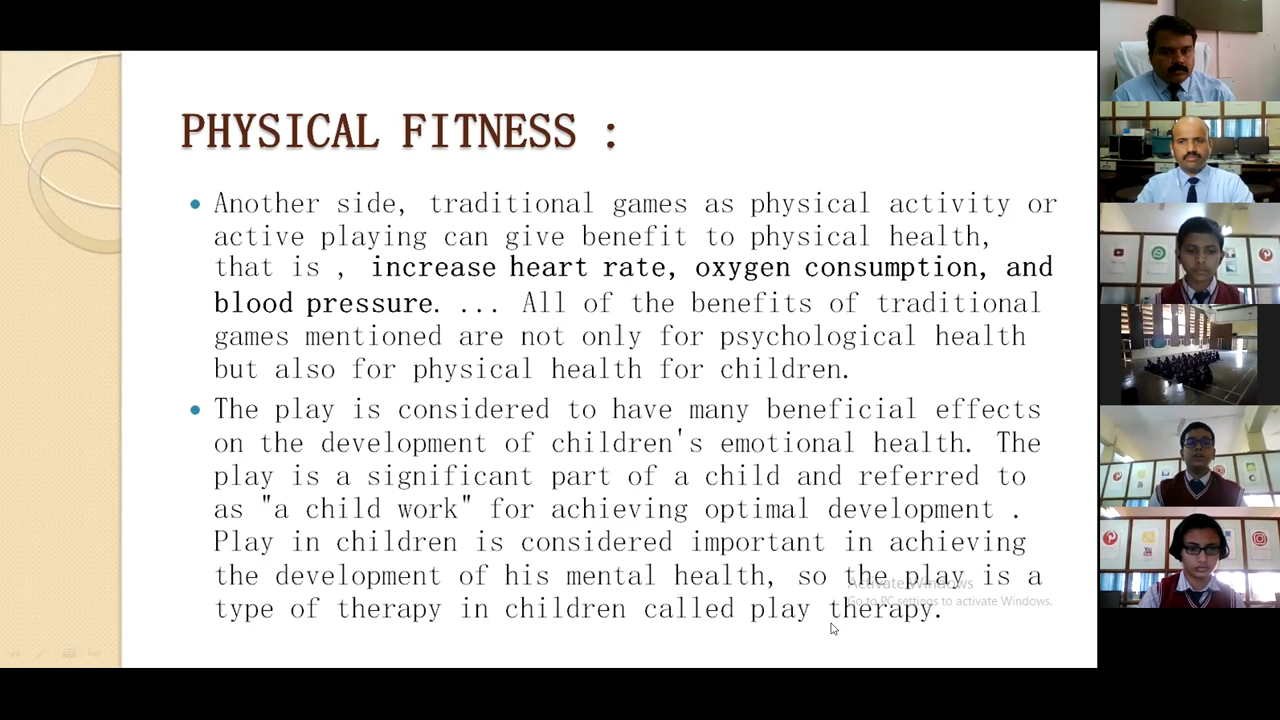 PHYSICAL FITNESS :
Another side, traditional games as physical activity or
active playing can give benefit to physical health,
that is , increase heart rate, oxygen consumption, and
blood pressure. ... All of the benefits of traditional
games mentioned are not only for psychological health
but also for physical health for children.
The play is considered to have many beneficial effects
on the development of children's emotional health. The
play is a significant part of a child and referred to
as "a child work" for achieving optimal development .
Play in children is considered important in achieving
the development of his mental health, so the play is a
type of therapy in children called play therapy.
Activate Windows
Go to PC settings to activate Windows.